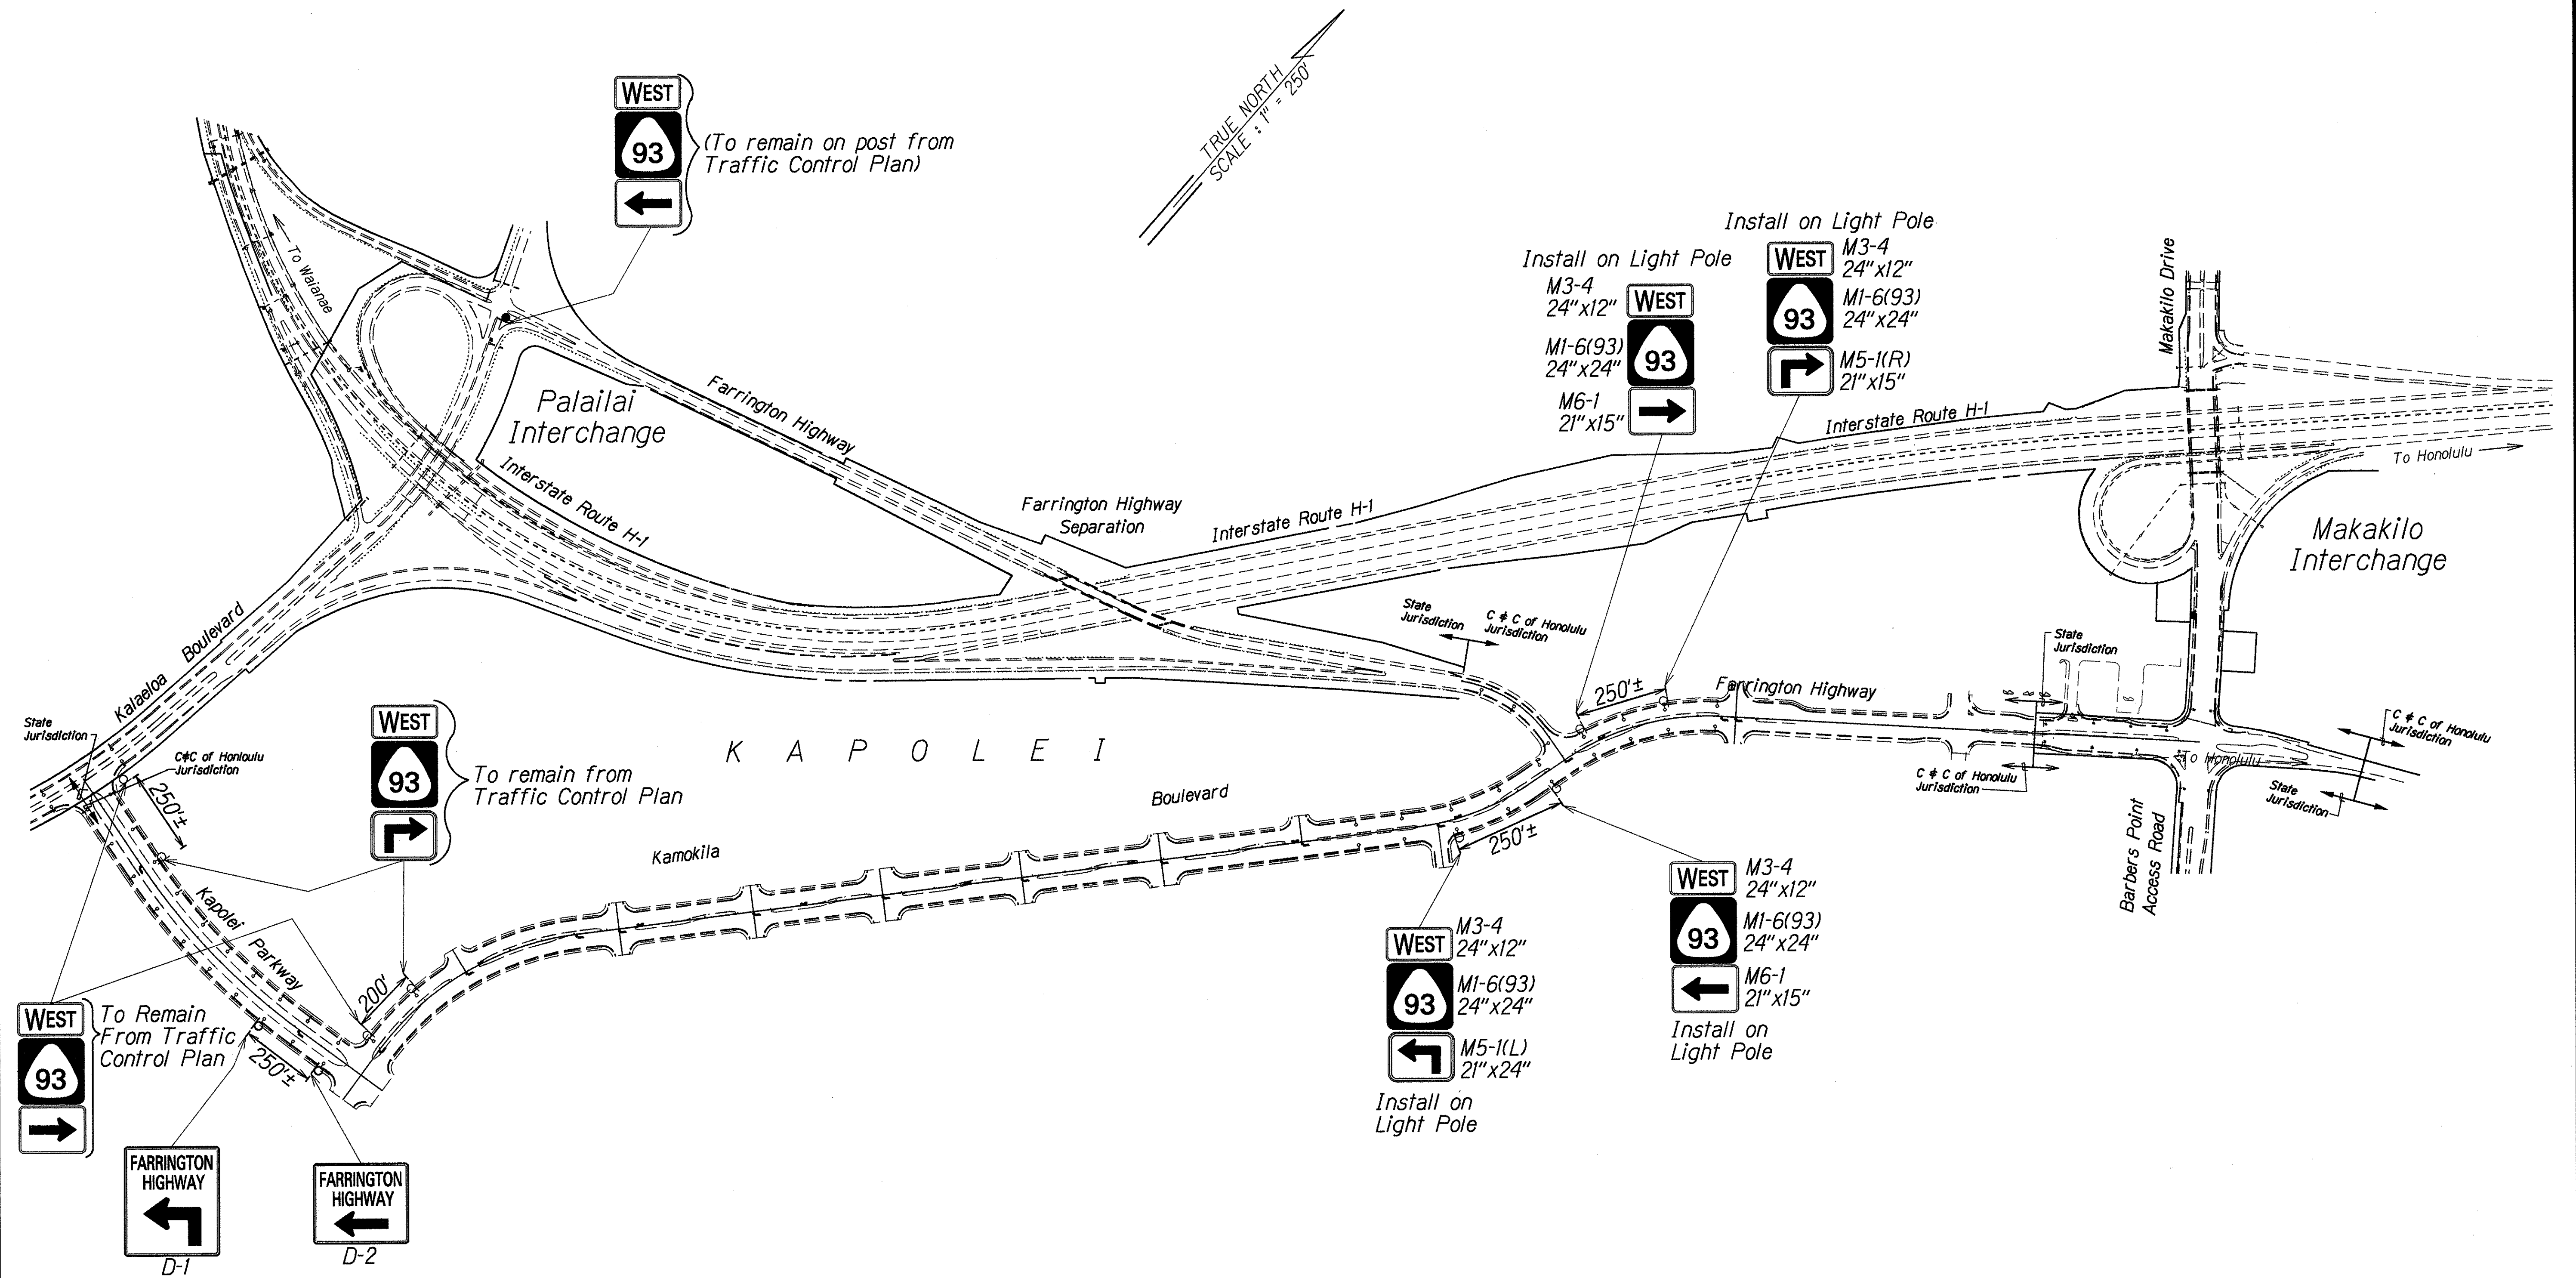 WEST
93
(To remain on post from
Traffic Control Plan)
TRUE NORTH
SCALE : 1" = 250'
To Waianae
Palailai
Interchange
Farrington Highway
Interstate Route H-1
Farrington Highway
Separation
Interstate Route H-1
Install on Light Pole
M3-4
24"x12"
WEST
M1-6(93)
24"x24"
93
M6-1
21"x15"
Install on Light Pole
WEST
M3-4
24"x12"
93
M1-6(93)
24"x24"
M5-1(R)
21"x15"
Interstate Route H-1
Makakilo Drive
To Honolulu
Makakilo
Interchange
Kalaeloa
Boulevard
State
Jurisdiction
C & C of Honolulu
Jurisdiction
250'±
Farrington Highway
State
Jurisdiction
C & C of Honolulu
Jurisdiction
To Honolulu
C & C of Honolulu
Jurisdiction
State
Jurisdiction
Barbers Point
Access Road
State
Jurisdiction
C&C of Honloulu
Jurisdiction
250'±
WEST
93
To remain from
Traffic Control Plan
KAPOLEI
Kamokila
Boulevard
250'±
Kapolei
Parkway
200'
250'±
WEST
93
To Remain
From Traffic
Control Plan
FARRINGTON
HIGHWAY
D-1
FARRINGTON
HIGHWAY
D-2
WEST
M3-4
24"x12"
93
M1-6(93)
24"x24"
M5-1(L)
21"x24"
Install on
Light Pole
WEST
M3-4
24"x12"
93
M1-6(93)
24"x24"
M6-1
21"x15"
Install on
Light Pole